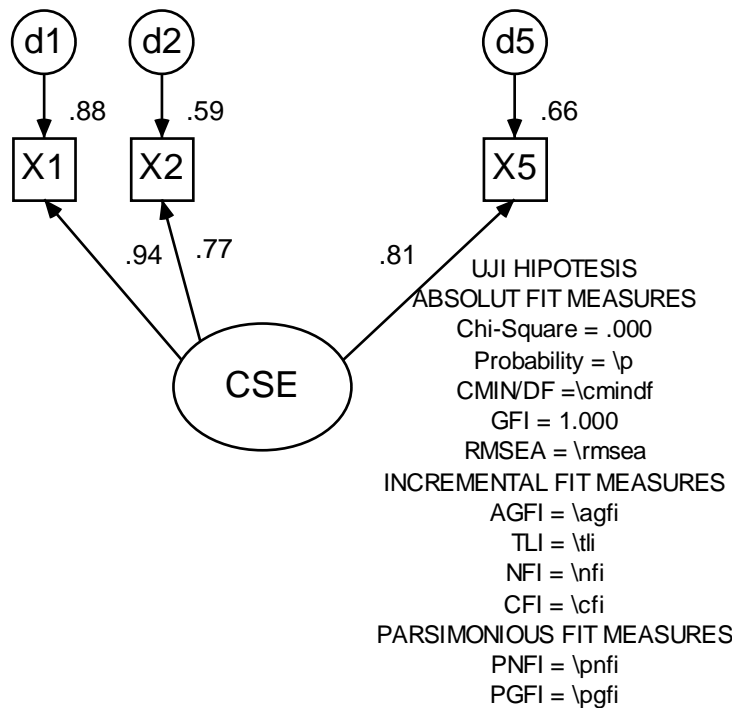 d1 d2 d5
.88 .59 .66
X1 X2 X5
.94 .77 .81
UJI HIPOTESIS
ABSOLUT FIT MEASURES
Chi-Square = .000
Probability = \p
CMIN/DF =\cmindf
GFI = 1.000
RMSEA = \rmsea
INCREMENTAL FIT MEASURES
AGFI = \agfi
TLI = \tli
NFI = \nfi
CFI = \cfi
PARSIMONIOUS FIT MEASURES
PNFI = \pnfi
PGFI = \pgfi
CSE